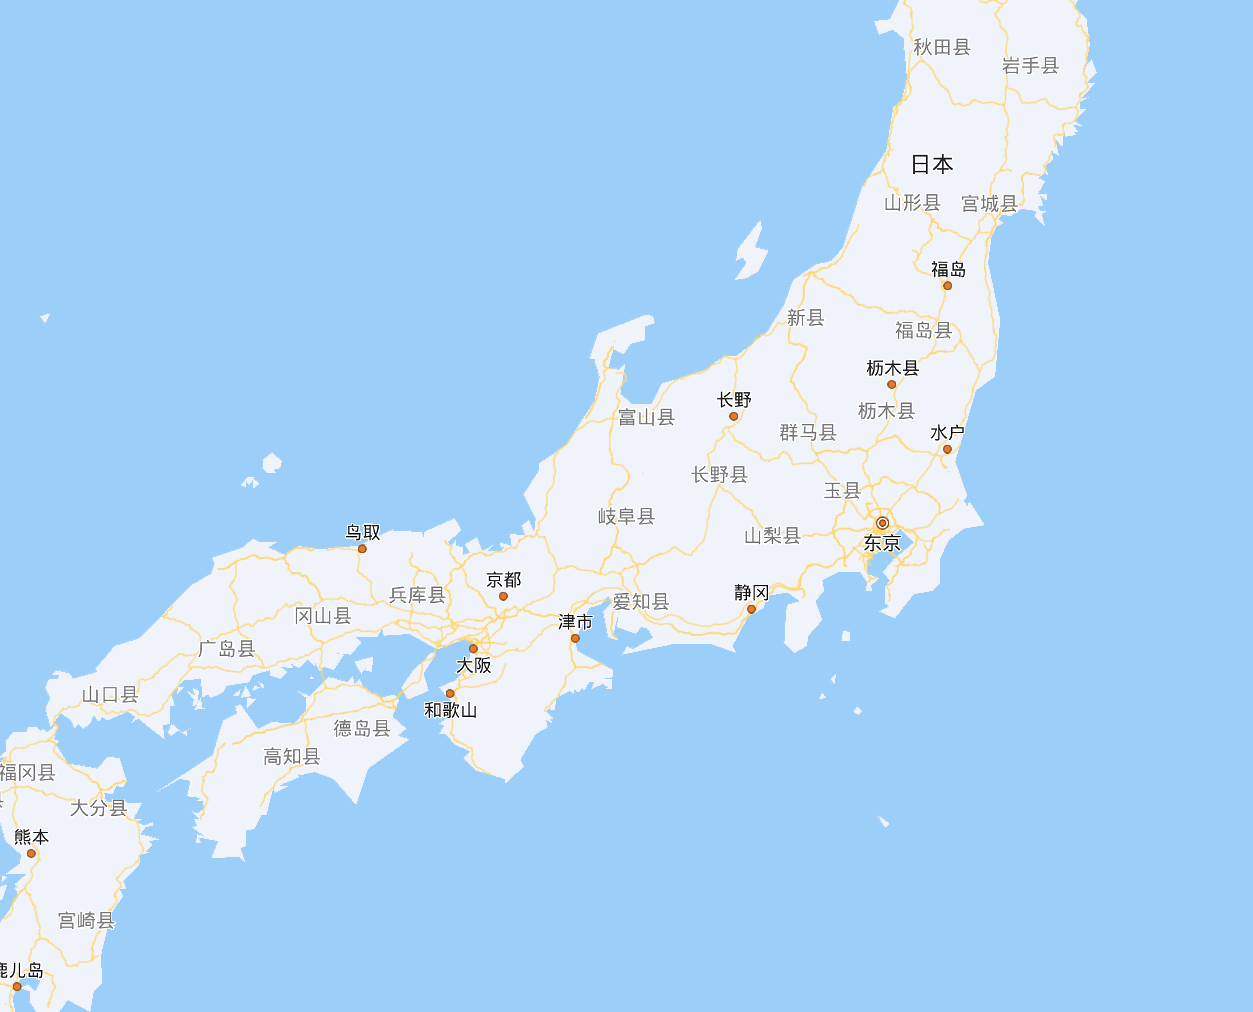 秋田县
岩手县
日本
山形县
宫城县
福岛
新县
福岛县
枥木县
长野
枥木县
富山县
群马县
水户
长野县
玉县
岐阜县
鸟取
山梨县
东京
京都
兵库县
静冈
爱知县
冈山县
津市
广岛县
大阪
山口县
和歌山
德岛县
高知县
福冈县
大分县
熊本
宫崎县
鹿儿岛